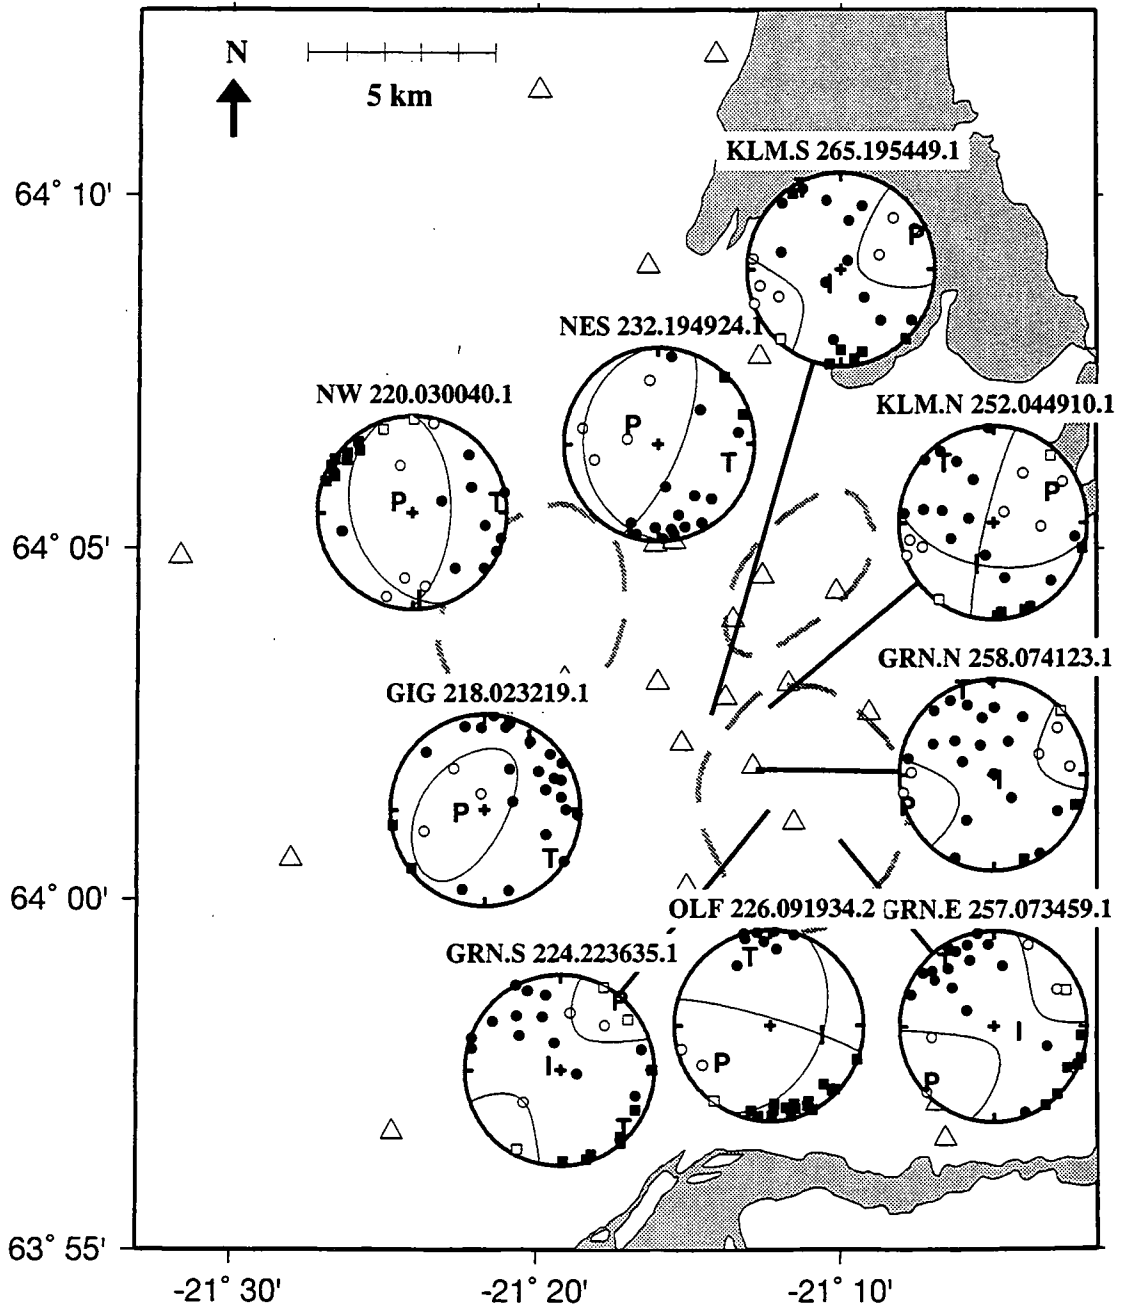 N
5 km
KLM.S 265.195449.1
64° 10'
P
I
NES 232.194924.1
NW 220.030040.1
KLM.N 252.044910.1
P
T
T
P
P
T
I
I
64° 05'
GRN.N 258.074123.1
GIG 218.023219.1
T
I
P
P
T
64° 00'
OLF 226.091934.2
GRN.E 257.073459.1
GRN.S 224.223635.1
T
T
P
I
I
I
P
P
T
63° 55'
-21° 30'
-21° 20'
-21° 10'